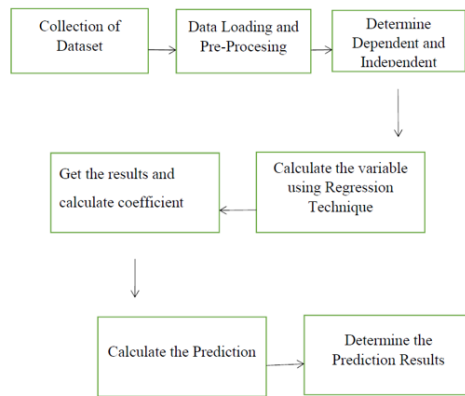 Collection of
Dataset
Data Loading and
Pre-Procesing
Determine
Dependent and
Independent
Calculate the variable
using Regression
Technique
Get the results and
calculate coefficient
Calculate the Prediction
Determine the
Prediction Results